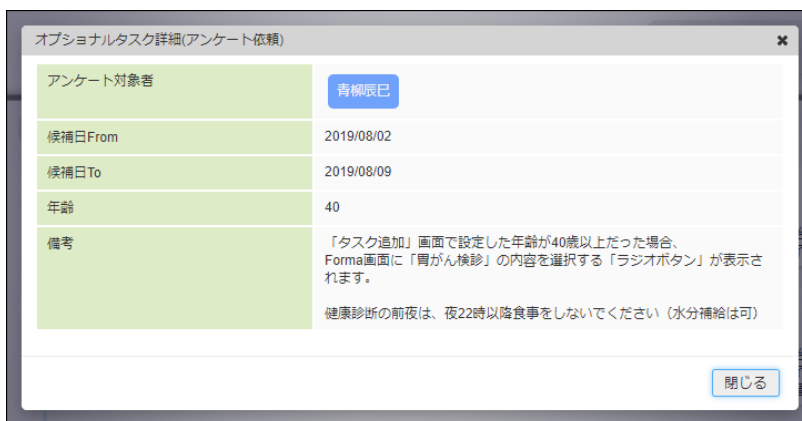 オプショナルタスク詳細(アンケート依頼)
アンケート対象者
青柳辰巳
候補日From
2019/08/02
候補日To
2019/08/09
年齢
40
備考
「タスク追加」画面で設定した年齢が40歳以上だった場合、
Forma画面に「胃がん検診」の内容を選択する「ラジオボタン」が表示さ
れます。
健康診断の前夜は、夜22時以降食事をしないでください（水分補給は可）
閉じる